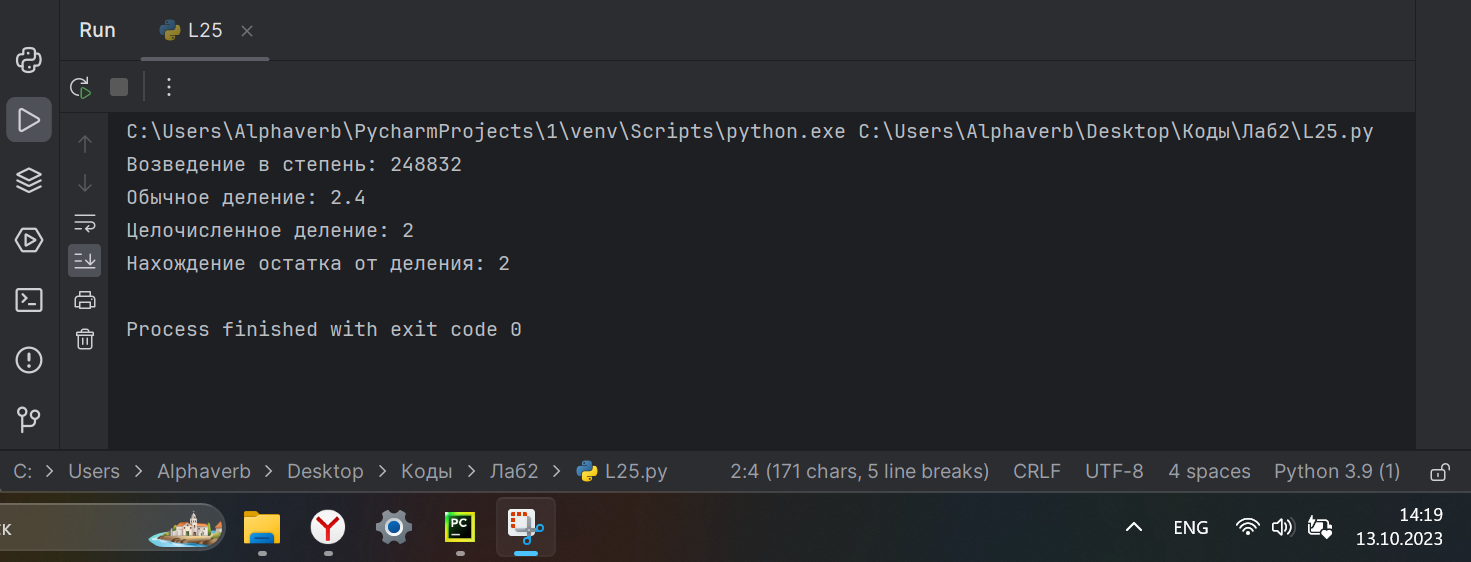 Run L25
C:\Users\Alphaverb\PycharmProjects\1\venv\Scripts\python.exe C:\Users\Alphaverb\Desktop\Коды\Лаб2\L25.py
Возведение в степень: 248832
Обычное деление: 2.4
Целочисленное деление: 2
Нахождение остатка от деления: 2
Process finished with exit code 0
C: > Users > Alphaverb > Desktop > Коды > Лаб2 > L25.py 2:4 (171 chars, 5 line breaks) CRLF UTF-8 4 spaces Python 3.9 (1)
PC ENG 14:19
13.10.2023